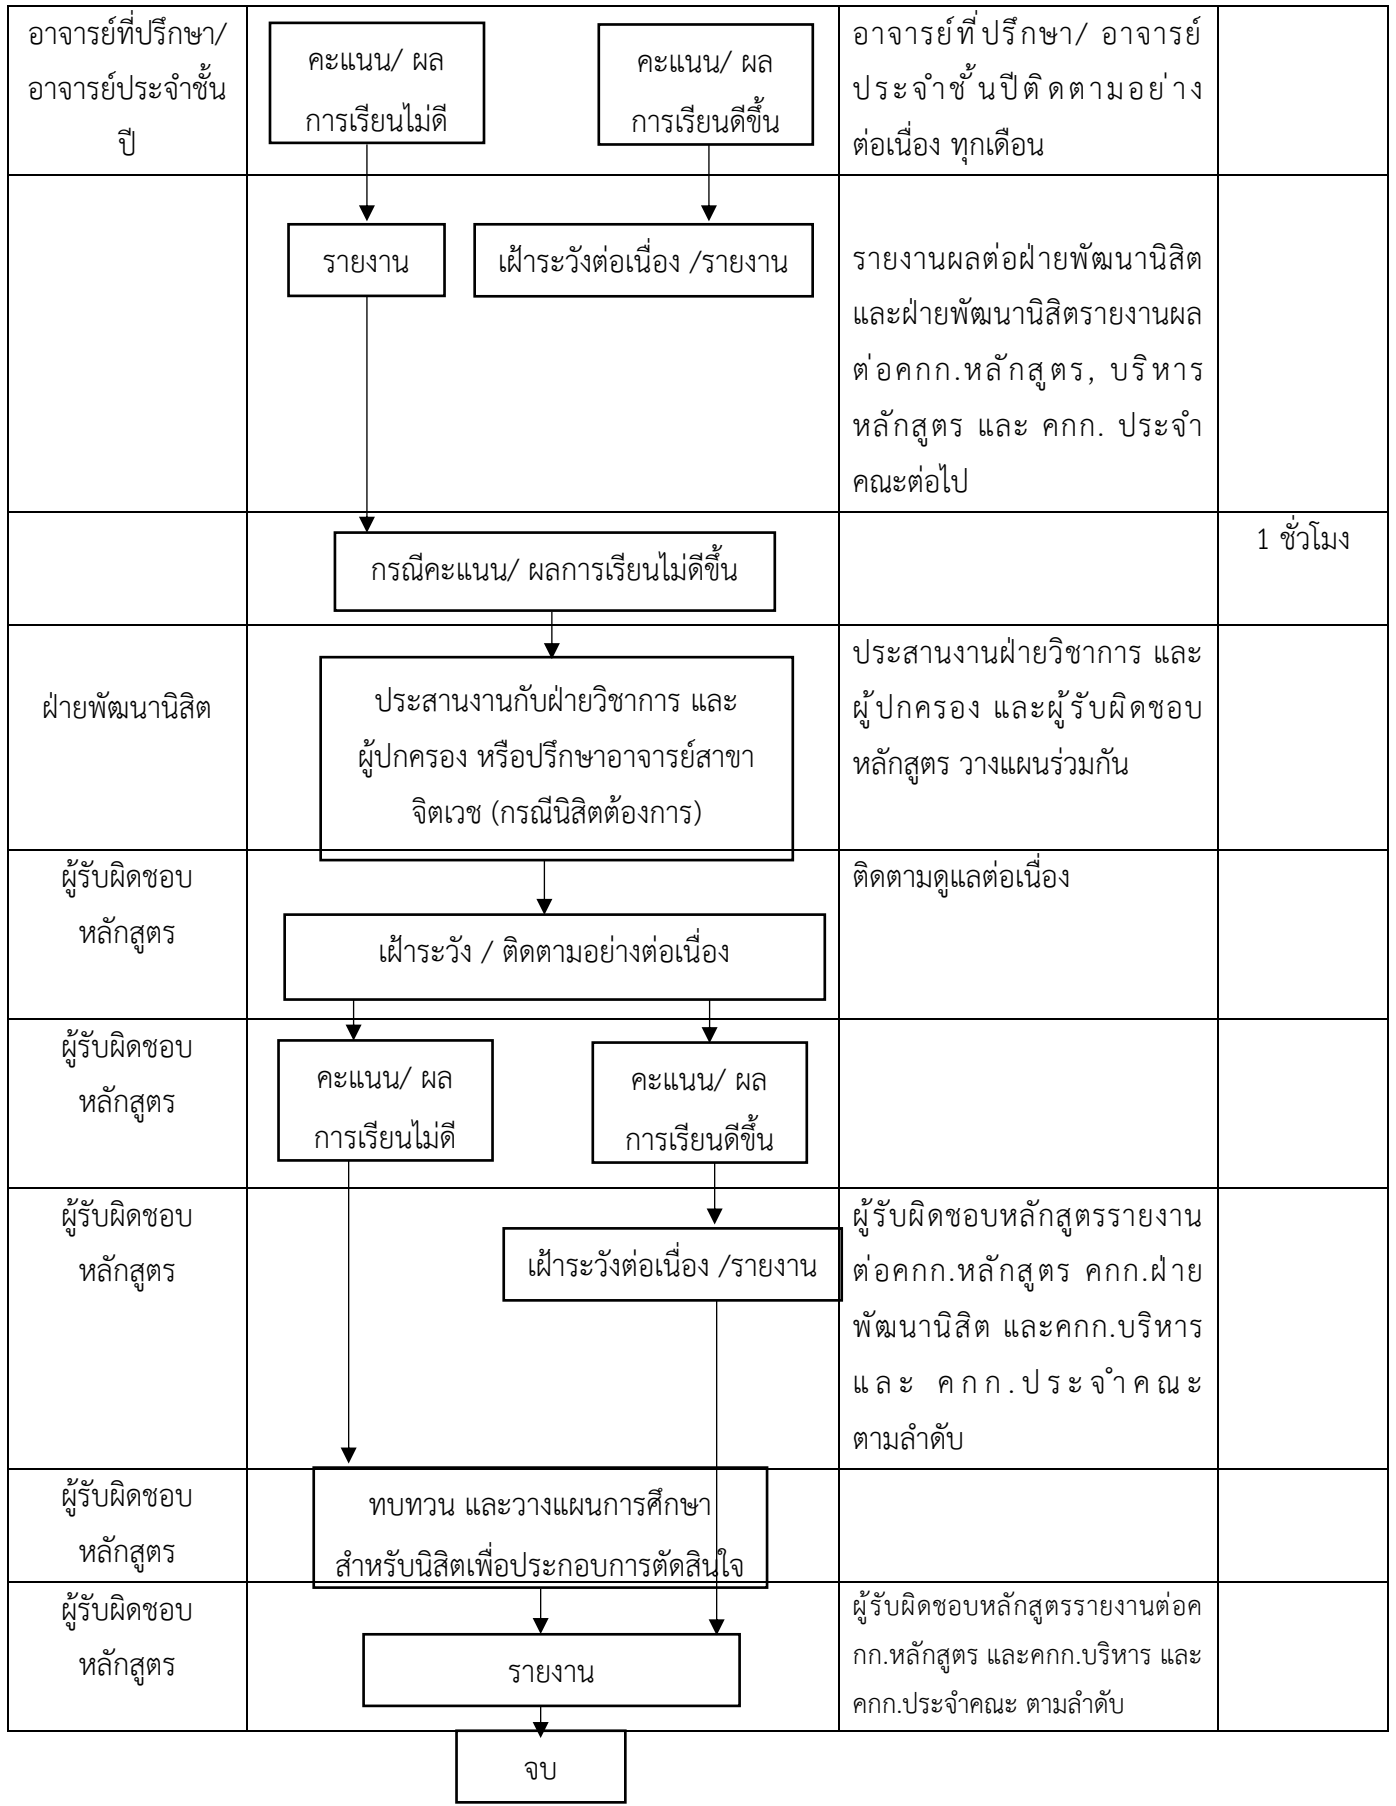 อาจารย์ที่ปรึกษา/
อาจารย์ประจำชั้น
ปี
คะแนน/ ผล
การเรียนไม่ดี
คะแนน/ ผล
การเรียนดีขึ้น
อาจารย์ที่ปรึกษา/ อาจารย์
ประจำชั้นปีติดตามอย่าง
ต่อเนื่อง ทุกเดือน
รายงาน
เฝ้าระวังต่อเนื่อง /รายงาน
รายงานผลต่อฝ่ายพัฒนานิสิต
และฝ่ายพัฒนานิสิตรายงานผล
ต่อคกก.หลักสูตร, บริหาร
หลักสูตร และ คกก. ประจำ
คณะต่อไป
กรณีคะแนน/ ผลการเรียนไม่ดีขึ้น
1 ชั่วโมง
ฝ่ายพัฒนานิสิต
ประสานงานกับฝ่ายวิชาการ และ
ผู้ปกครอง หรือปรึกษาอาจารย์สาขา
จิตเวช (กรณีนิสิตต้องการ)
ประสานงานฝ่ายวิชาการ และ
ผู้ปกครอง และผู้รับผิดชอบ
หลักสูตร วางแผนร่วมกัน
ผู้รับผิดชอบ
หลักสูตร
เฝ้าระวัง / ติดตามอย่างต่อเนื่อง
ติดตามดูแลต่อเนื่อง
ผู้รับผิดชอบ
หลักสูตร
คะแนน/ ผล
การเรียนไม่ดี
คะแนน/ ผล
การเรียนดีขึ้น
ผู้รับผิดชอบ
หลักสูตร
เฝ้าระวังต่อเนื่อง /รายงาน
ผู้รับผิดชอบหลักสูตรรายงาน
ต่อคกก.หลักสูตร คกก.ฝ่าย
พัฒนานิสิต และคกก.บริหาร
และ คกก.ประจำคณะ
ตามลำดับ
ผู้รับผิดชอบ
หลักสูตร
ทบทวน และวางแผนการศึกษา
สำหรับนิสิตเพื่อประกอบการตัดสินใจ
ผู้รับผิดชอบ
หลักสูตร
รายงาน
ผู้รับผิดชอบหลักสูตรรายงานต่อค
กก.หลักสูตร และคกก.บริหาร และ
คกก.ประจำคณะ ตามลำดับ
จบ